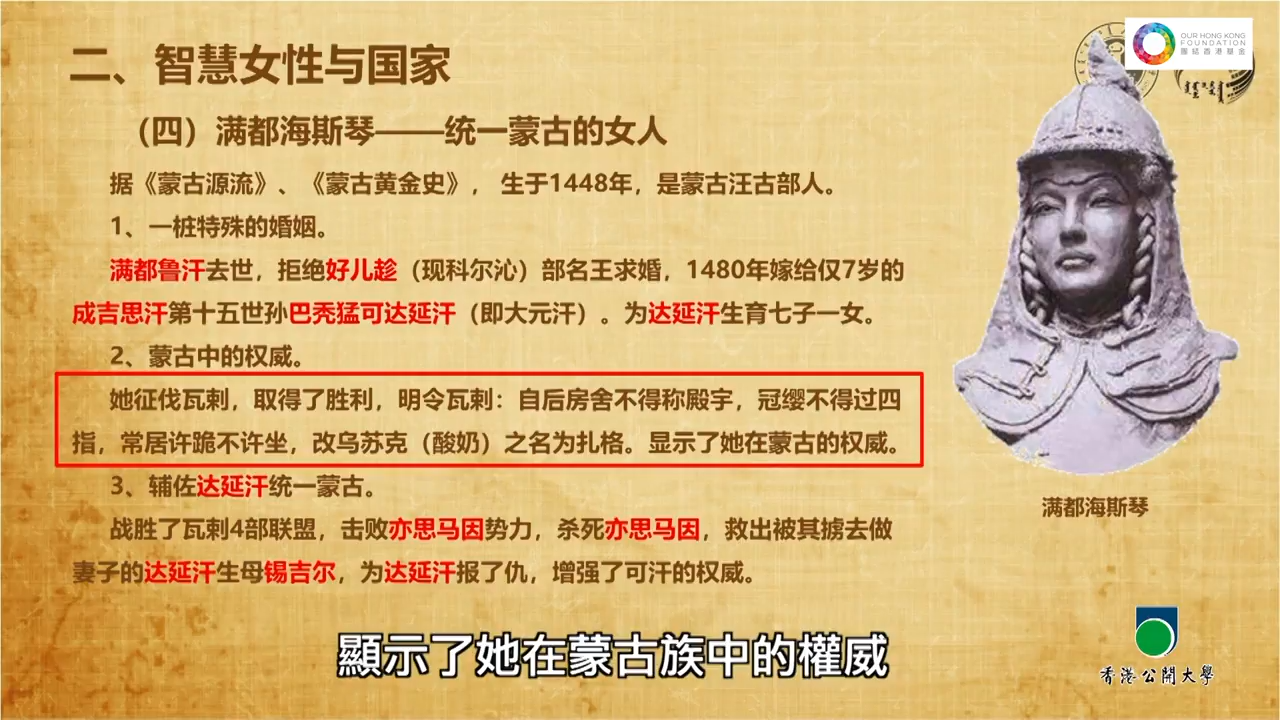 二、智慧女性与国家
OUR HONG KONG
FOUNDATION
團結香港基金
（四）满都海斯琴——统一蒙古的女人
据《蒙古源流》、《蒙古黄金史》， 生于1448年，是蒙古汪古部人。
1、一桩特殊的婚姻。
满都鲁汗去世，拒绝好儿趁（现科尔沁）部名王求婚，1480年嫁给仅7岁的
成吉思汗第十五世孙巴秃猛可达延汗（即大元汗）。为达延汗生育七子一女。
2、蒙古中的权威。
她征伐瓦剌，取得了胜利，明令瓦剌：自后房舍不得称殿宇，冠缨不得过四
指，常居许跪不许坐，改乌苏克（酸奶）之名为扎格。显示了她在蒙古的权威。
3、辅佐达延汗统一蒙古。
战胜了瓦剌4部联盟，击败亦思马因势力，杀死亦思马因，救出被其掳去做
妻子的达延汗生母锡吉尔，为达延汗报了仇，增强了可汗的权威。
满都海斯琴
顯示了她在蒙古族中的權威
香港公開大學